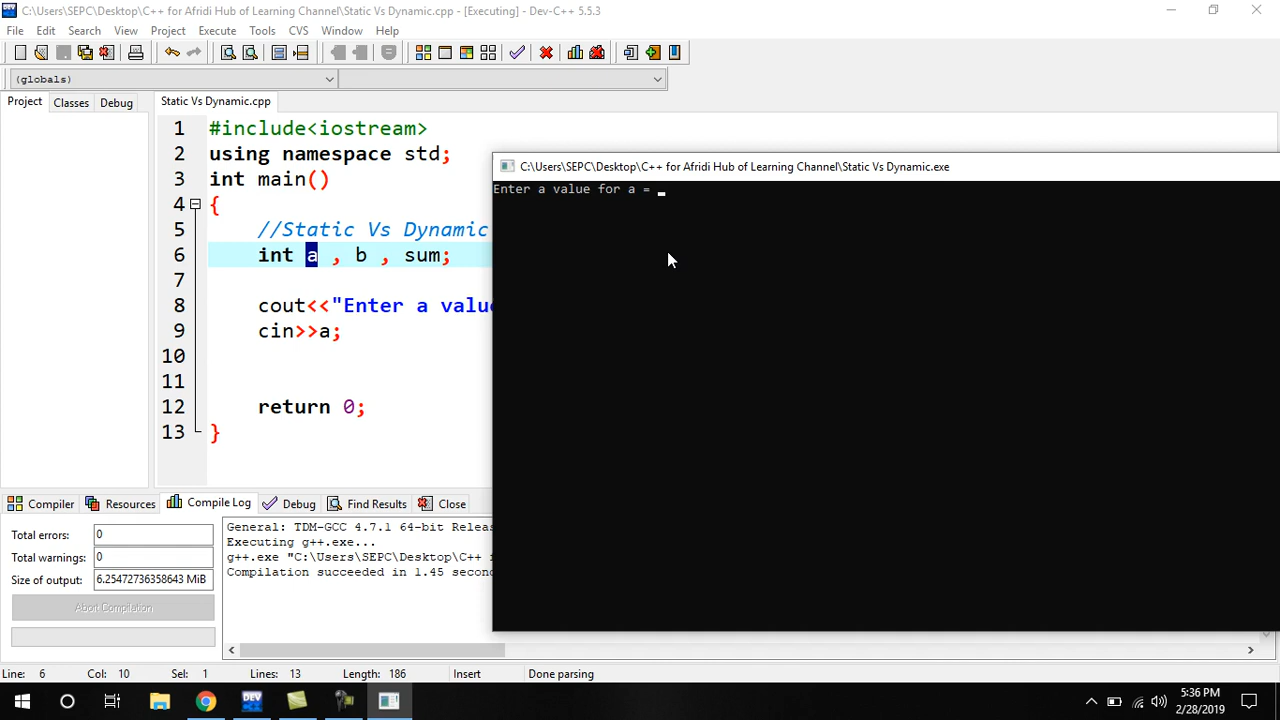 C:\Users\SEPC\Desktop\C++ for Afridi Hub of Learning Channel\Static Vs Dynamic.cpp - [Executing] - Dev-C++ 5.5.3
File Edit Search View Project Execute Tools CVS Window Help
(globals)
Project Classes Debug
Static Vs Dynamic.cpp
1 #include<iostream>
2 using namespace std;
3 int main()
4 {
5 //Static Vs Dynamic
6 int a , b , sum;
7
8 cout<<"Enter a value
9 cin>>a;
10
11
12 return 0;
13 }
C:\Users\SEPC\Desktop\C++ for Afridi Hub of Learning Channel\Static Vs Dynamic.exe
Enter a value for a = _
Compiler Resources Compile Log Debug Find Results Close
Total errors: 0
Total warnings: 0
Size of output: 6.25472736358643 MiB
Abort Compilation
General: TDM-GCC 4.7.1 64-bit Releas
Executing g++.exe...
g++.exe "C:\Users\SEPC\Desktop\C++ f
Compilation succeeded in 1.45 second
Line: 6 Col: 10 Sel: 1 Lines: 13 Length: 186 Insert Done parsing
DEV
5:36 PM
2/28/2019